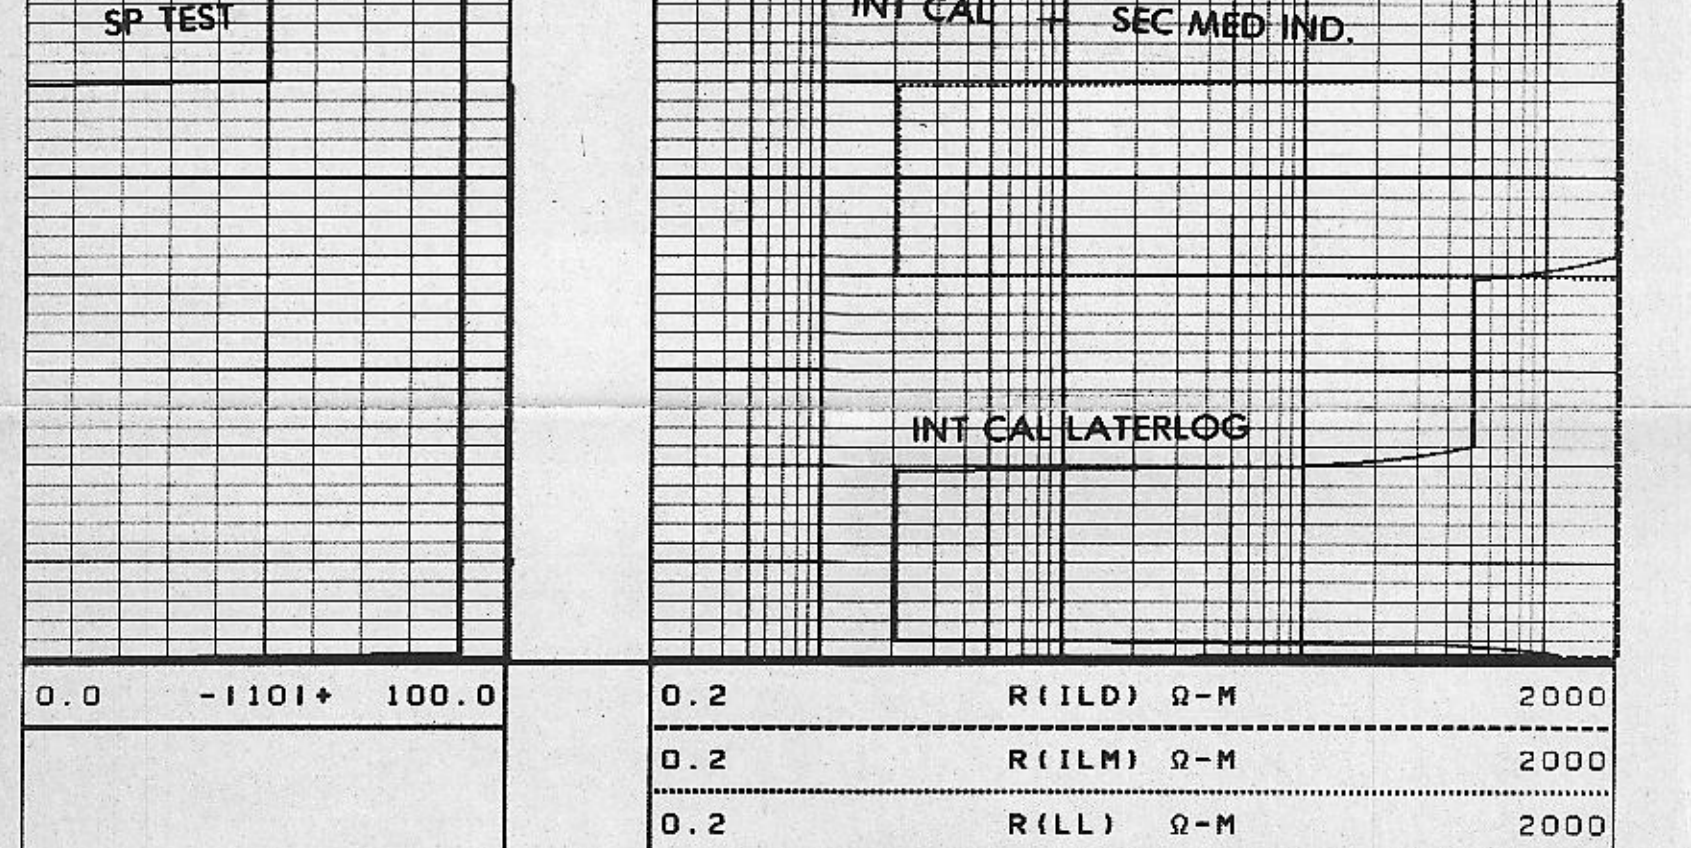 SP TEST
INT CAL + SEC MED IND.
INT CAL LATERLOG
0.0 -|10|+ 100.0
0.2 R(ILD) Ω-M 2000
0.2 R(ILM) Ω-M 2000
0.2 R(LL) Ω-M 2000